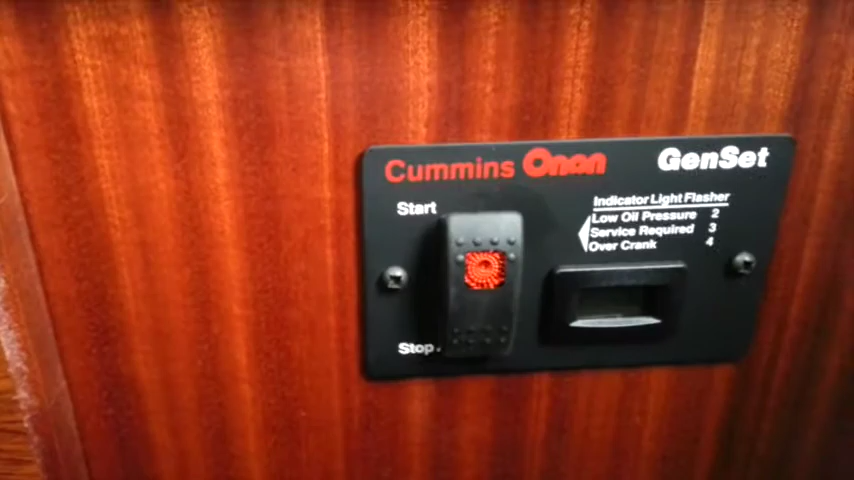 Cummins Onan GenSet
Start
Indicator Light Flasher
Low Oil Pressure 2
Service Required 3
Over Crank 4
Stop